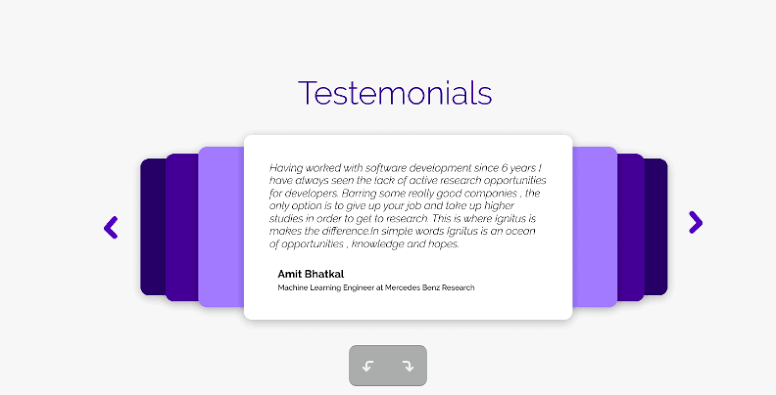 Testemonials
Having worked with software development since 6 years I
have always seen the lack of active research opportunities
for developers. Barring some really good companies , the
only option is to give up your job and take up higher
studies in order to get to research. This is where Ignitus is
makes the difference.In simple words Ignitus is an ocean
of opportunities , knowledge and hopes.
Amit Bhatkal
Machine Learning Engineer at Mercedes Benz Research